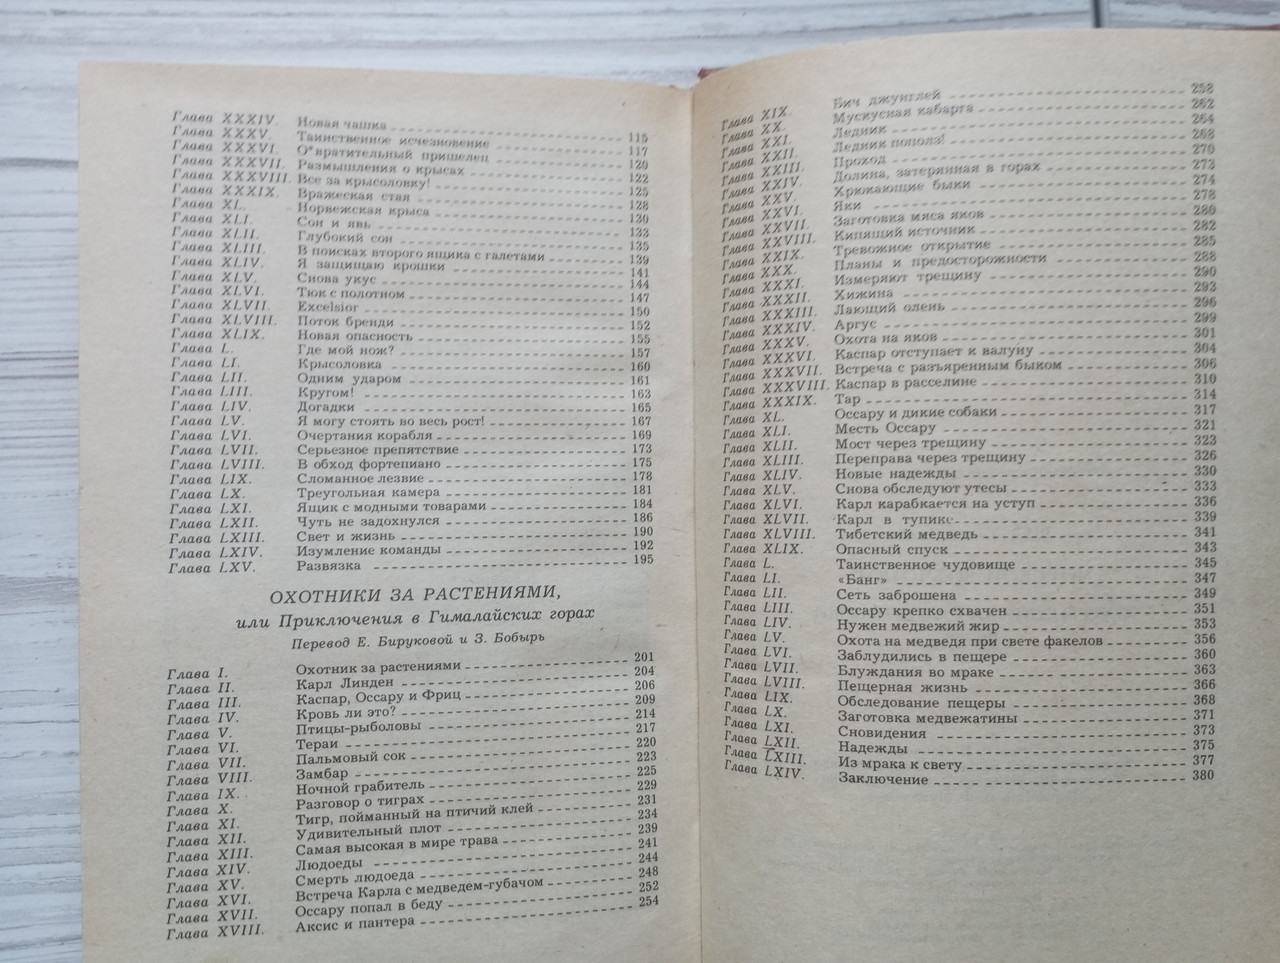 Глава XXXIV. Новая чашка 115
Глава XXXV. Таинственное исчезновение 117
Глава XXXVI. Отвратительный пришелец 120
Глава XXXVII. Размышления о крысах 122
Глава XXXVIII. Все за крысоловку! 125
Глава XXXIX. Вражеская стая 128
Глава XL. Норвежская крыса 130
Глава XLI. Сон и явь 133
Глава XLII. Глубокий сон 135
Глава XLIII. В поисках второго ящика с галетами 139
Глава XLIV. Я защищаю крошки 141
Глава XLV. Снова укус 144
Глава XLVI. Тюк с полотном 147
Глава XLVII. Excelsior 150
Глава XLVIII. Поток бренди 152
Глава XLIX. Новая опасность 155
Глава L. Где мой нож? 157
Глава LI. Крысоловка 160
Глава LII. Одним ударом 161
Глава LIII. Кругом! 163
Глава LIV. Догадки 165
Глава LV. Я могу стоять во весь рост! 167
Глава LVI. Очертания корабля 169
Глава LVII. Серьезное препятствие 173
Глава LVIII. В обход фортепиано 175
Глава LIX. Сломанное лезвие 178
Глава LX. Треугольная камера 181
Глава LXI. Ящик с модными товарами 184
Глава LXII. Чуть не задохнулся 186
Глава LXIII. Свет и жизнь 190
Глава LXIV. Изумление команды 192
Глава LXV. Развязка 195
ОХОТНИКИ ЗА РАСТЕНИЯМИ,
или Приключения в Гималайских горах
Перевод Е. Бируковой и З. Бобырь
Глава I. Охотник за растениями 201
Глава II. Карл Линден 204
Глава III. Каспар, Оссару и Фриц 206
Глава IV. Кровь ли это? 209
Глава V. Птицы-рыболовы 214
Глава VI. Тераи 217
Глава VII. Пальмовый сок 220
Глава VIII. Замбар 223
Глава IX. Ночной грабитель 225
Глава X. Разговор о тиграх 229
Глава XI. Тигр, пойманный на птичий клей 231
Глава XII. Удивительный плот 234
Глава XIII. Самая высокая в мире трава 239
Глава XIV. Людоеды 241
Глава XV. Смерть людоеда 244
Глава XVI. Встреча Карла с медведем-губачом 248
Глава XVII. Оссару попал в беду 252
Глава XVIII. Аксис и пантера 254
Глава XIX. Бич джунглей 258
Глава XX. Мускусная кабарга 262
Глава XXI. Ледник 264
Глава XXII. Ледник пополз! 268
Глава XXIII. Проход 270
Глава XXIV. Долина, затерянная в горах 272
Глава XXV. Хрюкающие быки 274
Глава XXVI. Яки 278
Глава XXVII. Заготовка мяса яков 280
Глава XXVIII. Кипящий источник 282
Глава XXIX. Тревожное открытие 285
Глава XXX. Планы и предосторожности 288
Глава XXXI. Измеряют трещину 290
Глава XXXII. Хижина 293
Глава XXXIII. Лающий олень 296
Глава XXXIV. Аргус 299
Глава XXXV. Охота на яков 301
Глава XXXVI. Каспар отступает к валуну 304
Глава XXXVII. Встреча с разъяренным быком 306
Глава XXXVIII. Каспар в расселине 310
Глава XXXIX. Тар 314
Глава XL. Оссару и дикие собаки 317
Глава XLI. Месть Оссару 321
Глава XLII. Мост через трещину 323
Глава XLIII. Переправа через трещину 326
Глава XLIV. Новые надежды 330
Глава XLV. Снова обследуют утесы 333
Глава XLVI. Карл карабкается на уступ 336
Глава XLVII. Карл в тупике 339
Глава XLVIII. Тибетский медведь 341
Глава XLIX. Опасный спуск 343
Глава L. Таинственное чудовище 345
Глава LI. «Банг» 347
Глава LII. Сеть заброшена 349
Глава LIII. Оссару крепко схвачен 351
Глава LIV. Нужен медвежий жир 353
Глава LV. Охота на медведя при свете факелов 356
Глава LVI. Заблудились в пещере 360
Глава LVII. Блуждания во мраке 363
Глава LVIII. Пещерная жизнь 366
Глава LIX. Обследование пещеры 368
Глава LX. Заготовка медвежатины 371
Глава LXI. Сновидения 373
Глава LXII. Надежды 375
Глава LXIII. Из мрака к свету 377
Глава LXIV. Заключение 380